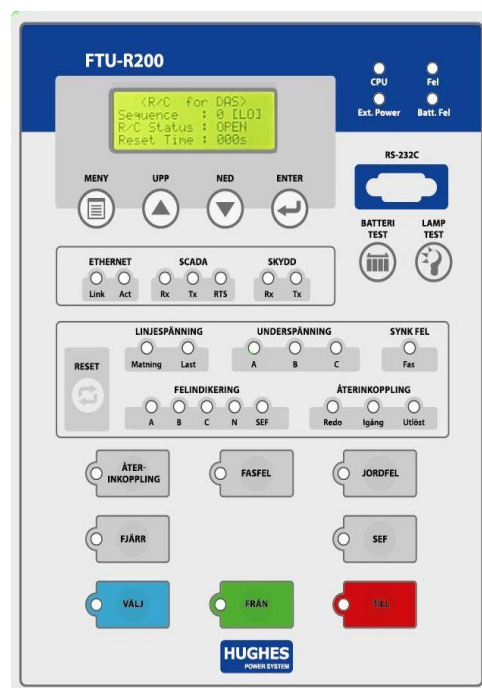 FTU-R200
CPU Fel
Ext. Power Batt. Fel
<R/C for DAS>
Sequence : 0 [LO]
R/C Status : OPEN
Reset Time : 000s
RS-232C
MENY UPP NED ENTER
BATTERI TEST LAMP TEST
ETHERNET SCADA SKYDD
Link Act Rx Tx RTS Rx Tx
LINJESPÄNNING UNDERSPÄNNING SYNK FEL
Matning Last A B C Fas
RESET
FELINDIKERING ÅTERINKOPPLING
A B C N SEF Redo Igång Utlöst
ÅTER-
INKOPPLING FASFEL JORDFEL
FJÄRR SEF
VÄLJ FRÅN TILL
HUGHES
POWER SYSTEM